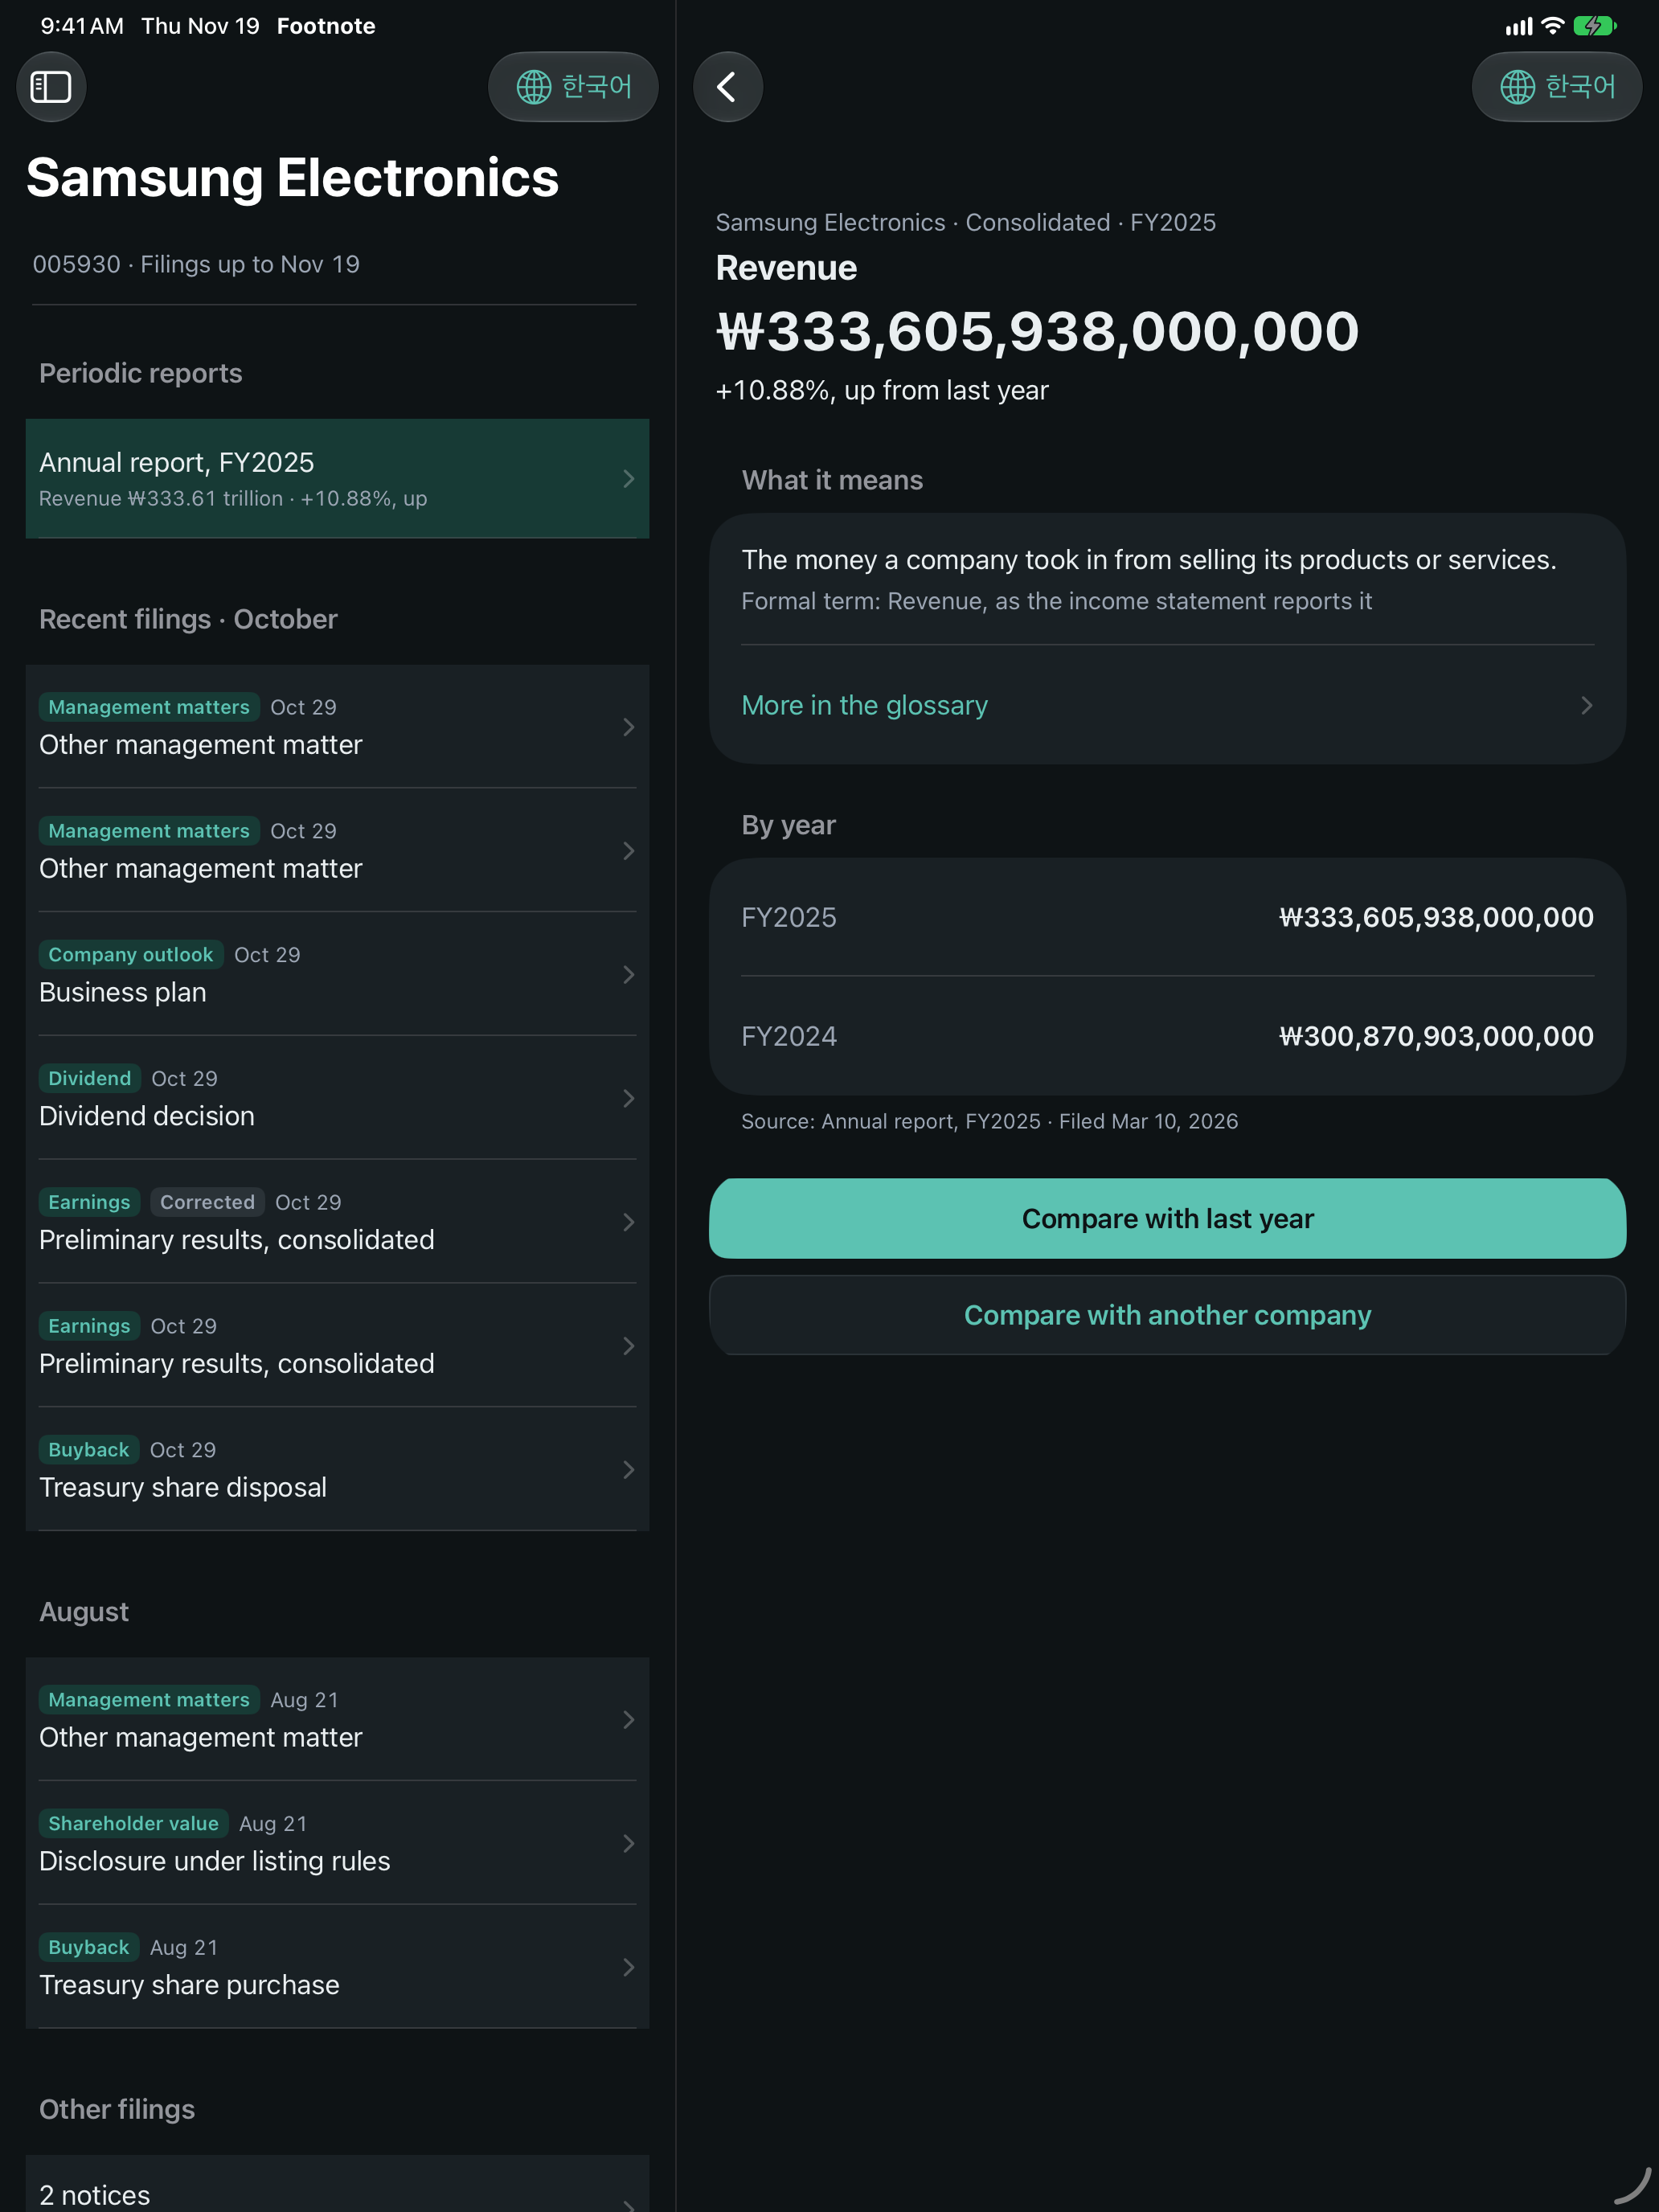 9:41 AM Thu Nov 19 Footnote
한국어
Samsung Electronics
005930 · Filings up to Nov 19
Periodic reports
Annual report, FY2025
Revenue ₩333.61 trillion · +10.88%, up
Recent filings · October
Management matters Oct 29
Other management matter
Management matters Oct 29
Other management matter
Company outlook Oct 29
Business plan
Dividend Oct 29
Dividend decision
Earnings Corrected Oct 29
Preliminary results, consolidated
Earnings Oct 29
Preliminary results, consolidated
Buyback Oct 29
Treasury share disposal
August
Management matters Aug 21
Other management matter
Shareholder value Aug 21
Disclosure under listing rules
Buyback Aug 21
Treasury share purchase
Other filings
2 notices
한국어
Samsung Electronics · Consolidated · FY2025
Revenue
₩333,605,938,000,000
+10.88%, up from last year
What it means
The money a company took in from selling its products or services.
Formal term: Revenue, as the income statement reports it
More in the glossary
By year
FY2025 ₩333,605,938,000,000
FY2024 ₩300,870,903,000,000
Source: Annual report, FY2025 · Filed Mar 10, 2026
Compare with last year
Compare with another company